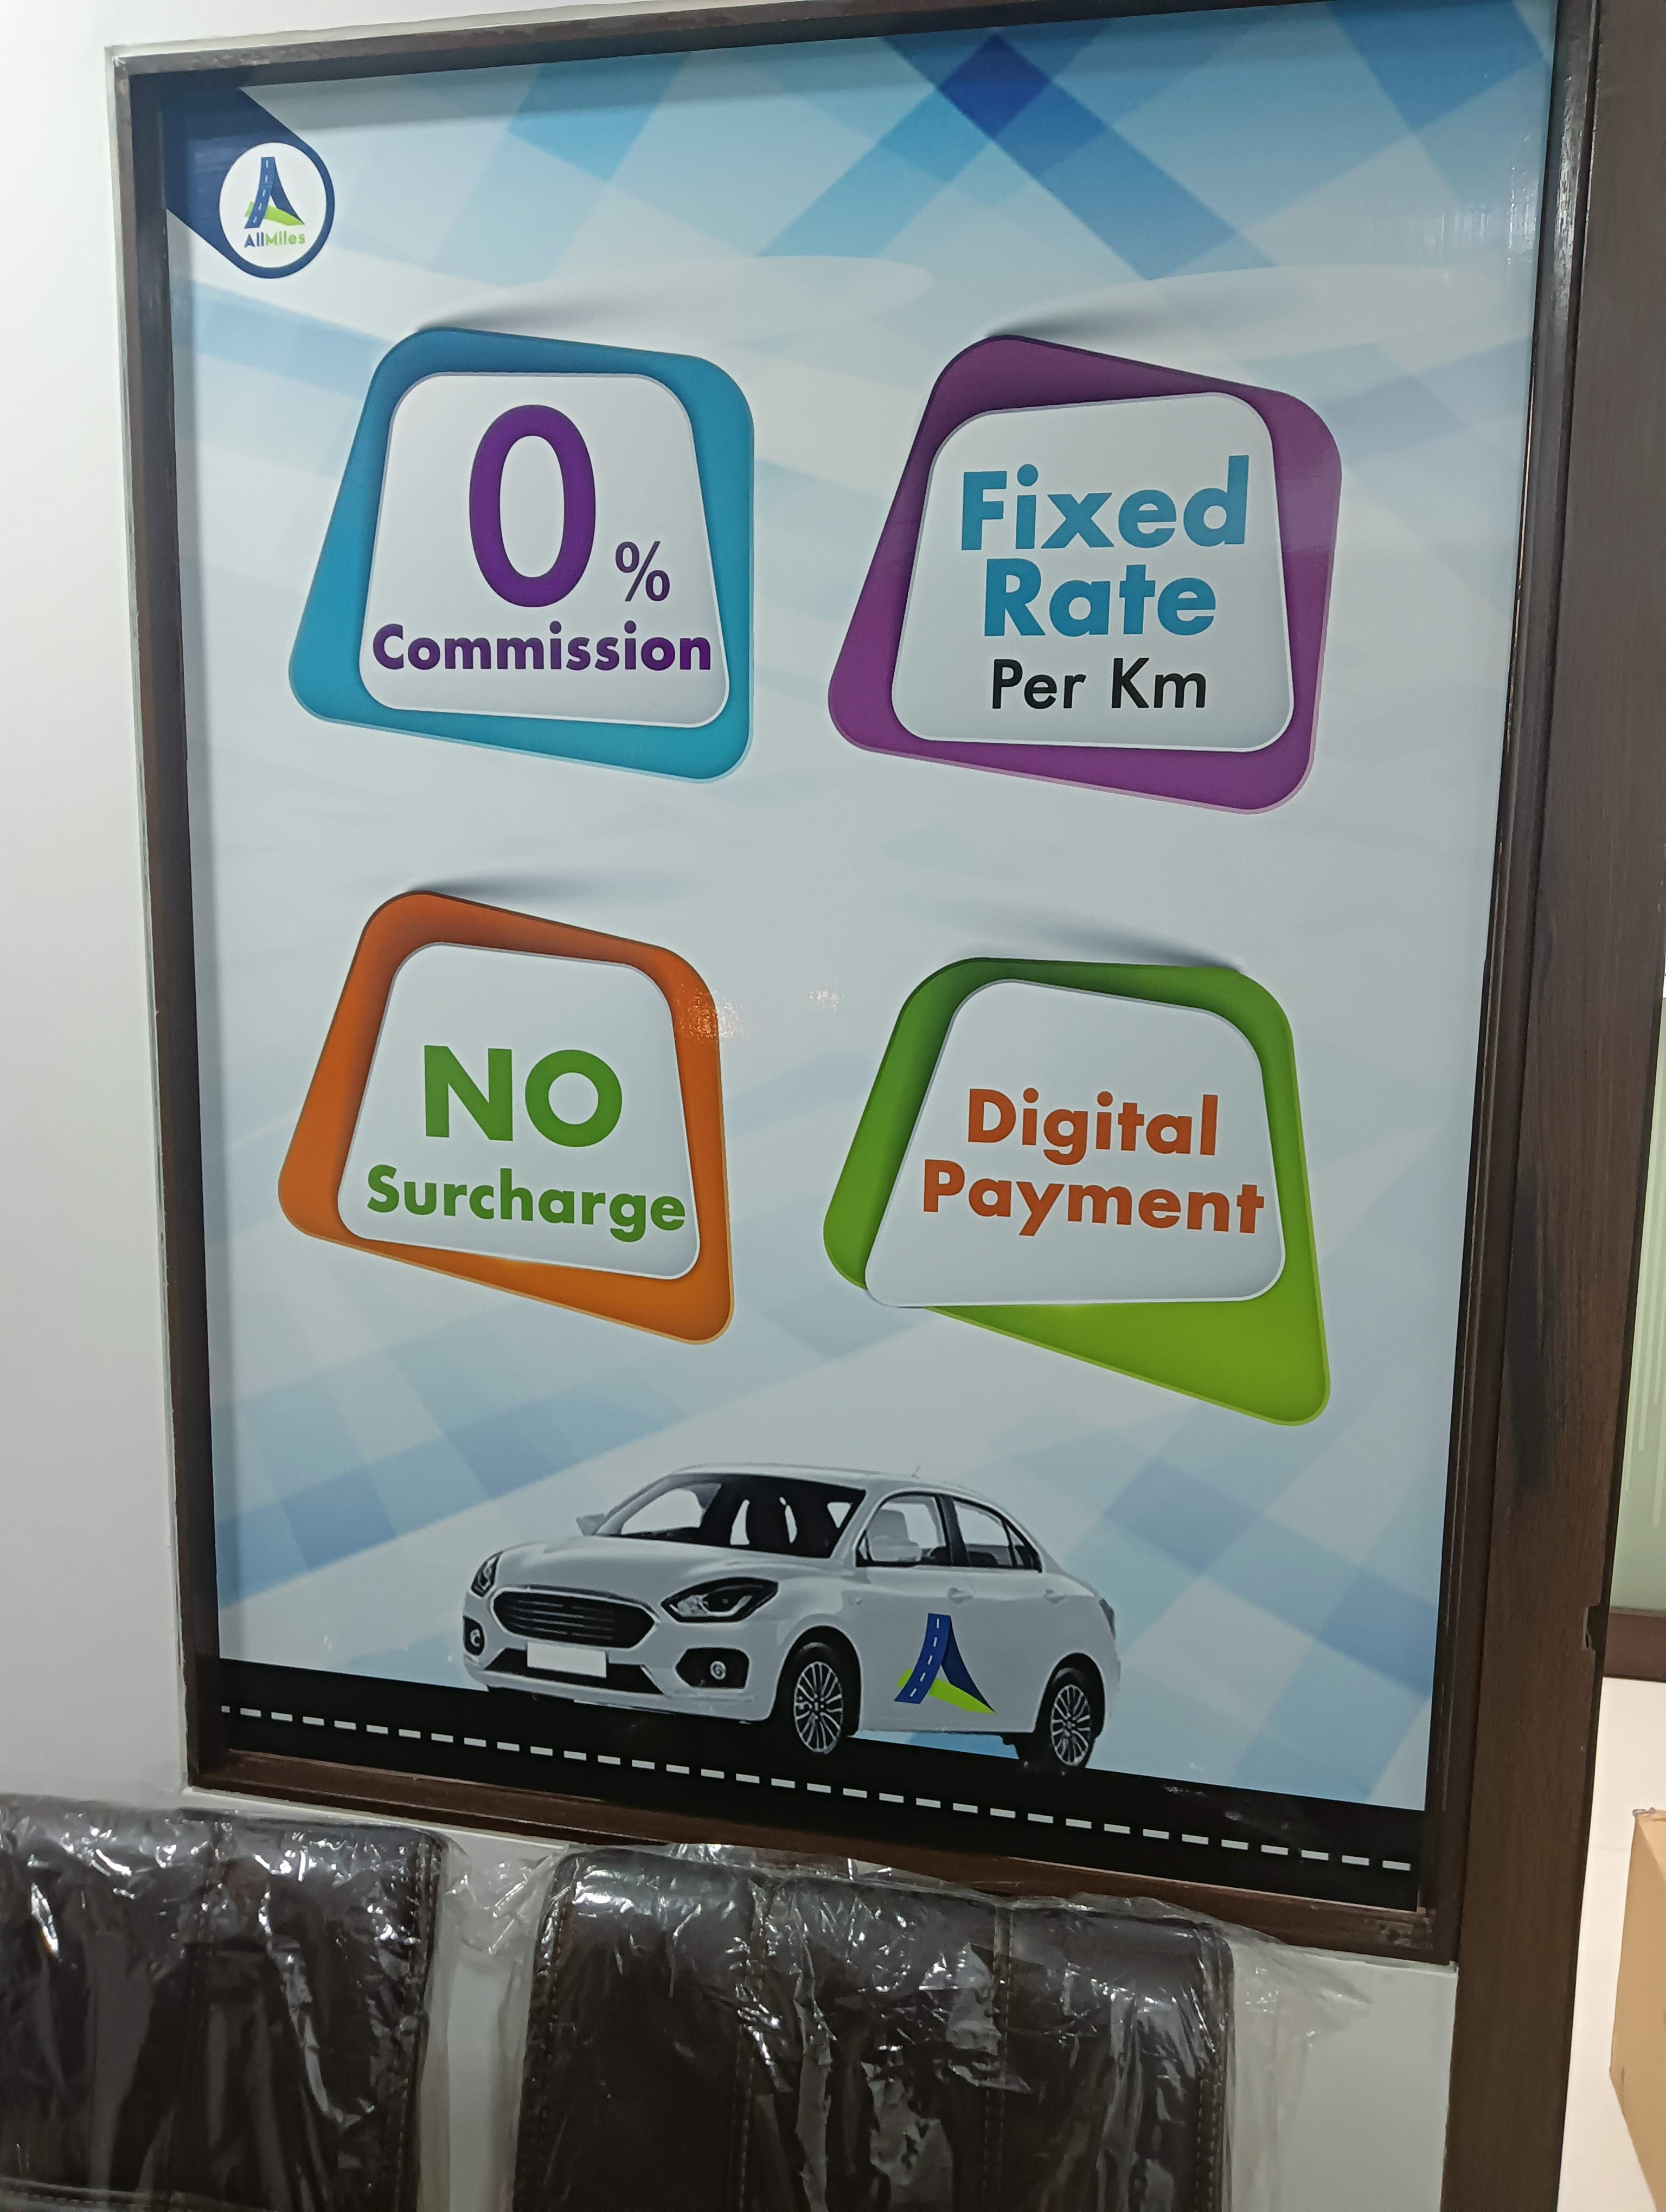 AllMiles
0 %
Commission
Fixed
Rate
Per Km
NO
Surcharge
Digital
Payment